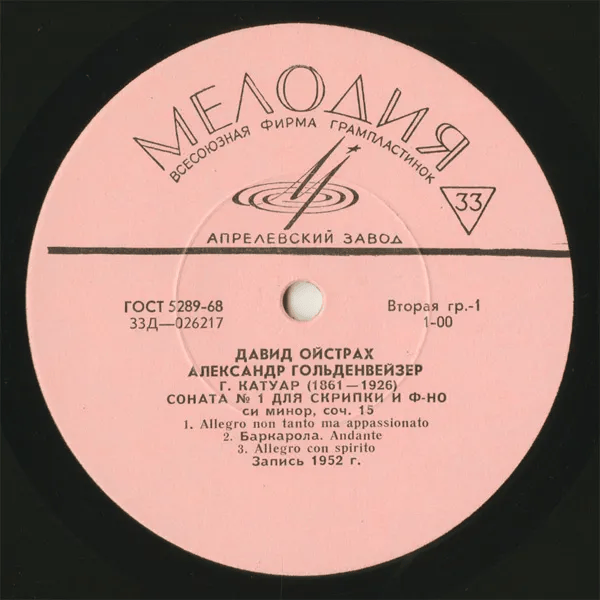 МЕЛОДИЯ
ВСЕСОЮЗНАЯ ФИРМА ГРАМПЛАСТИНОК
33
АПРЕЛЕВСКИЙ ЗАВОД
ГОСТ 5289-68
33Д—026217
Вторая гр.-1
1-00
ДАВИД ОЙСТРАХ
АЛЕКСАНДР ГОЛЬДЕНВЕЙЗЕР
Г. КАТУАР (1861—1926)
СОНАТА № 1 ДЛЯ СКРИПКИ И Ф-НО
СИ МИНОР, СОЧ. 15
1. Allegro non tanto ma appassionato
2. Баркарола. Andante
3. Allegro con spirito
Запись 1952 г.